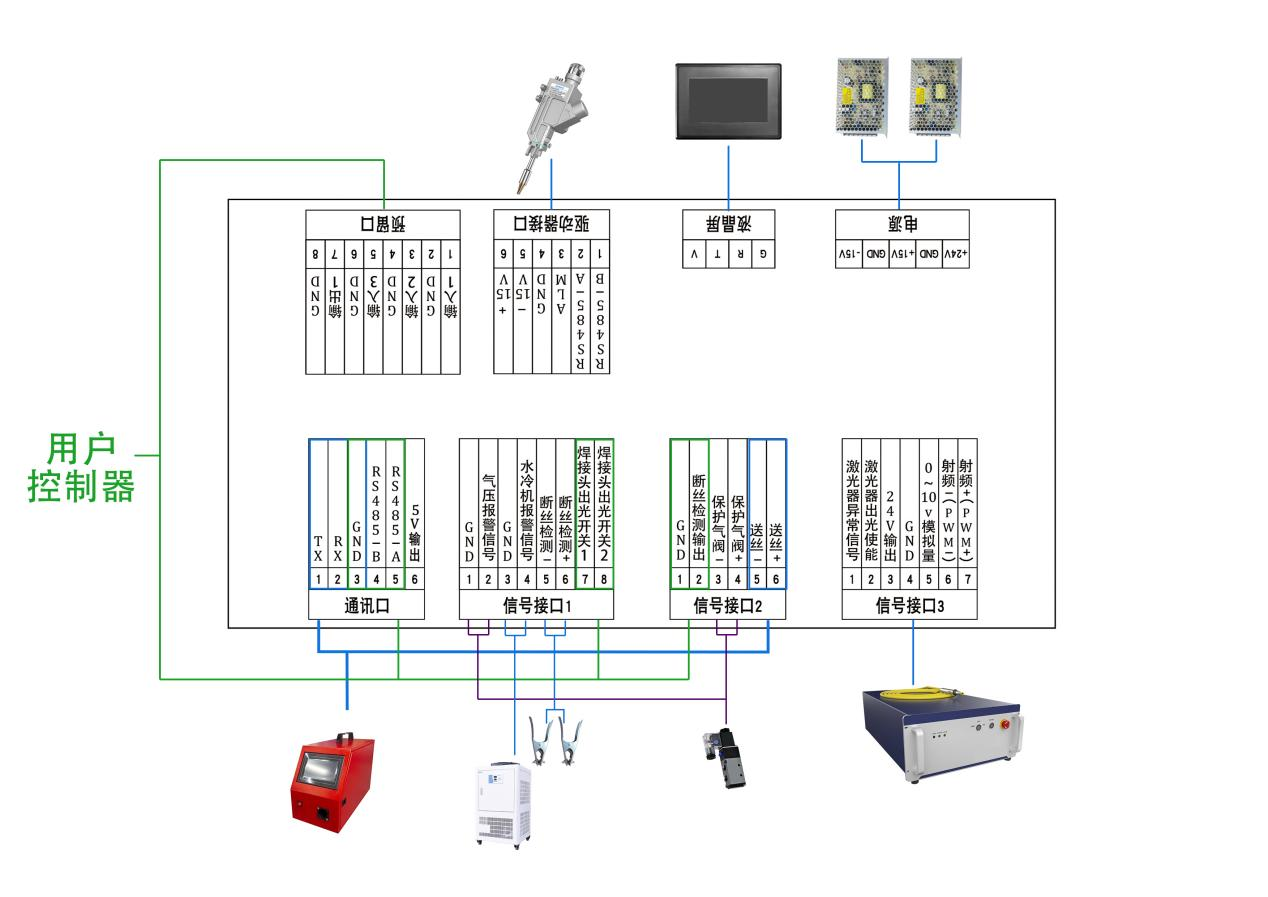 预留口
8 7 6 5 4 3 2 1
GND
输出1
GND
输入3
GND
输入2
GND
输入1
驱动器接口
6 5 4 3 2 1
+15V
-15V
GND
ALM
RS485-A
RS485-B
液晶屏
V T R G
电源
-15V GND +15V GND +24V
用户
控制器
TX
RX
GND
RS485-B
RS485-A
5V输出
1 2 3 4 5 6
通讯口
GND
气压报警信号
GND
水冷机报警信号
断丝检测-
断丝检测+
焊接头出光开关1
焊接头出光开关2
1 2 3 4 5 6 7 8
信号接口1
GND
断丝检测输出
保护气阀-
保护气阀+
送丝-
送丝+
1 2 3 4 5 6
信号接口2
激光器异常信号
激光器出光使能
24V输出
GND
0~10v模拟量
射频-(PWM-)
射频+(PWM+)
1 2 3 4 5 6 7
信号接口3